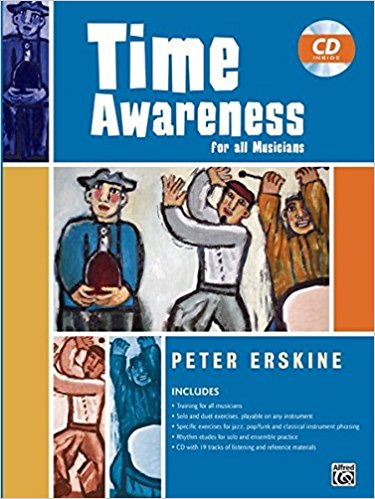 Time
Awareness
for all Musicians
CD
INSIDE
PETER ERSKINE
INCLUDES
• Training for all musicians
• Solo and duet exercises, playable on any instrument
• Specific exercises for jazz, pop/funk and classical instrument phrasing
• Rhythm etudes for solo and ensemble practice
• CD with 19 tracks of listening and reference materials
Alfred